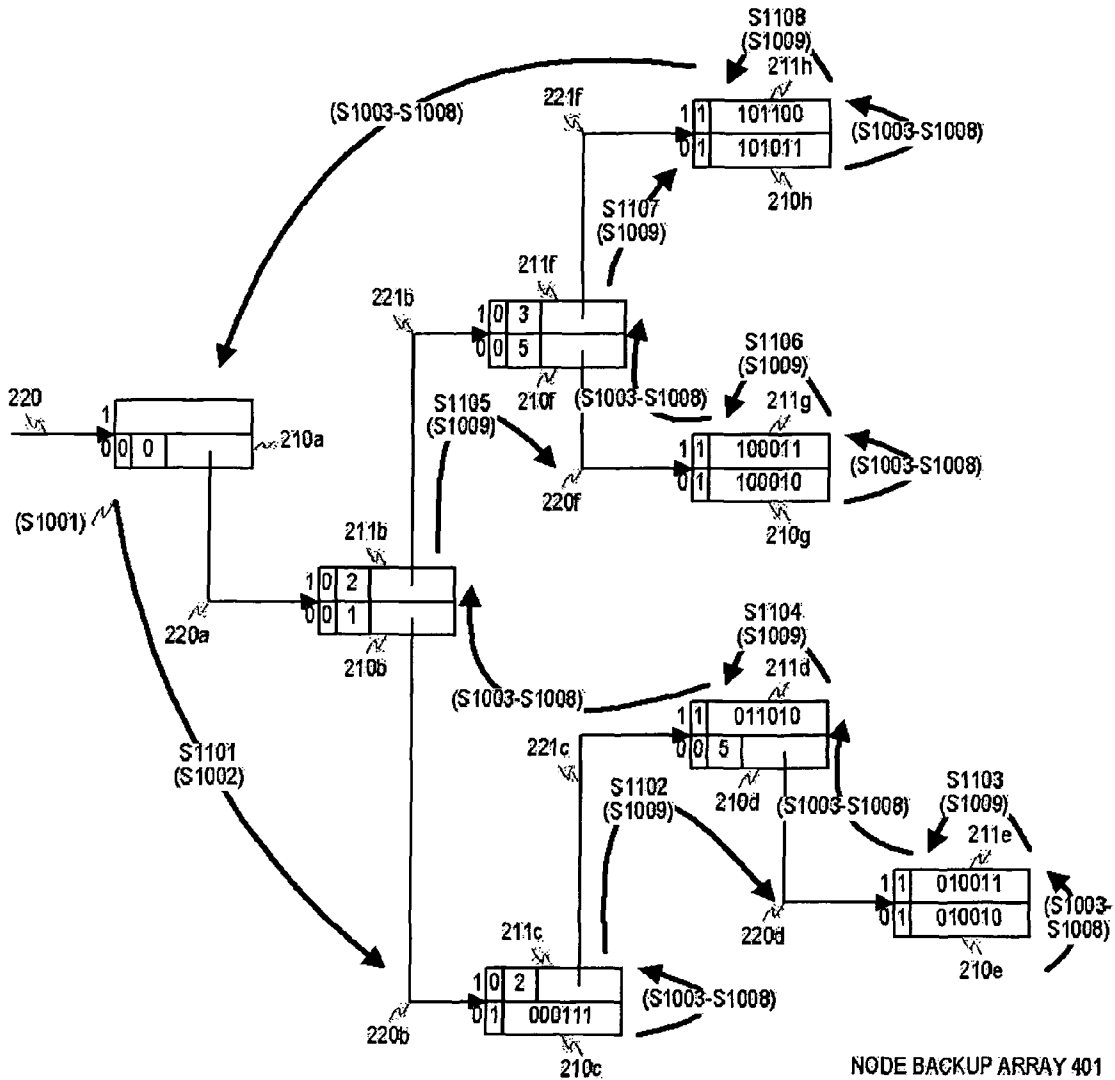 S1108
(S1009)
211h
221f
(S1003-S1008)
1 1 101100
0 1 101011
(S1003-S1008)
210h
S1107
(S1009)
211f
221b
1 0 3
0 0 5
210f
S1106
(S1009)
211g
(S1003-S1008)
1 1 100011
0 1 100010
(S1003-S1008)
210g
220f
S1105
(S1009)
220
1
0 0 0
210a
(S1001)
211b
1 0 2
0 0 1
220a
210b
S1104
(S1009)
211d
(S1003-S1008)
1 1 011010
0 0 5
210d
221c
S1101
(S1002)
S1102
(S1009)
(S1003-S1008)
S1103
(S1009)
211e
1 1 010011
0 1 010010
(S1003-
S1008)
220d
210e
211c
1 0 2
0 1 000111
(S1003-S1008)
220b
210c
NODE BACKUP ARRAY 401